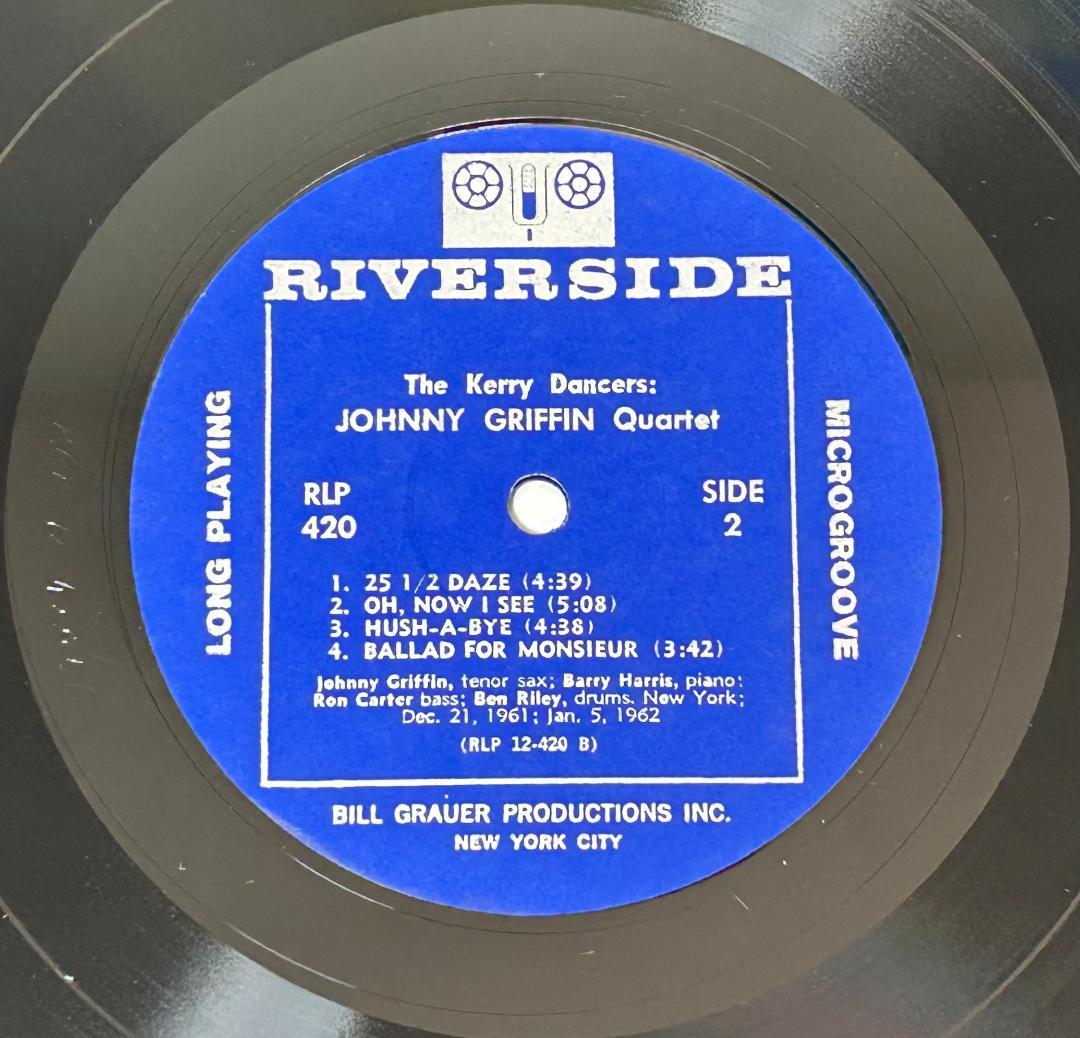 RIVERSIDE
The Kerry Dancers:
JOHNNY GRIFFIN Quartet
LONG PLAYING
MICROGROOVE
RLP
420
SIDE
2
1. 25 1/2 DAZE (4:39)
2. OH, NOW I SEE (5:08)
3. HUSH-A-BYE (4:38)
4. BALLAD FOR MONSIEUR (3:42)
Johnny Griffin, tenor sax; Barry Harris, piano;
Ron Carter bass; Ben Riley, drums. New York;
Dec. 21, 1961; Jan. 5, 1962
(RLP 12-420 B)
BILL GRAUER PRODUCTIONS INC.
NEW YORK CITY